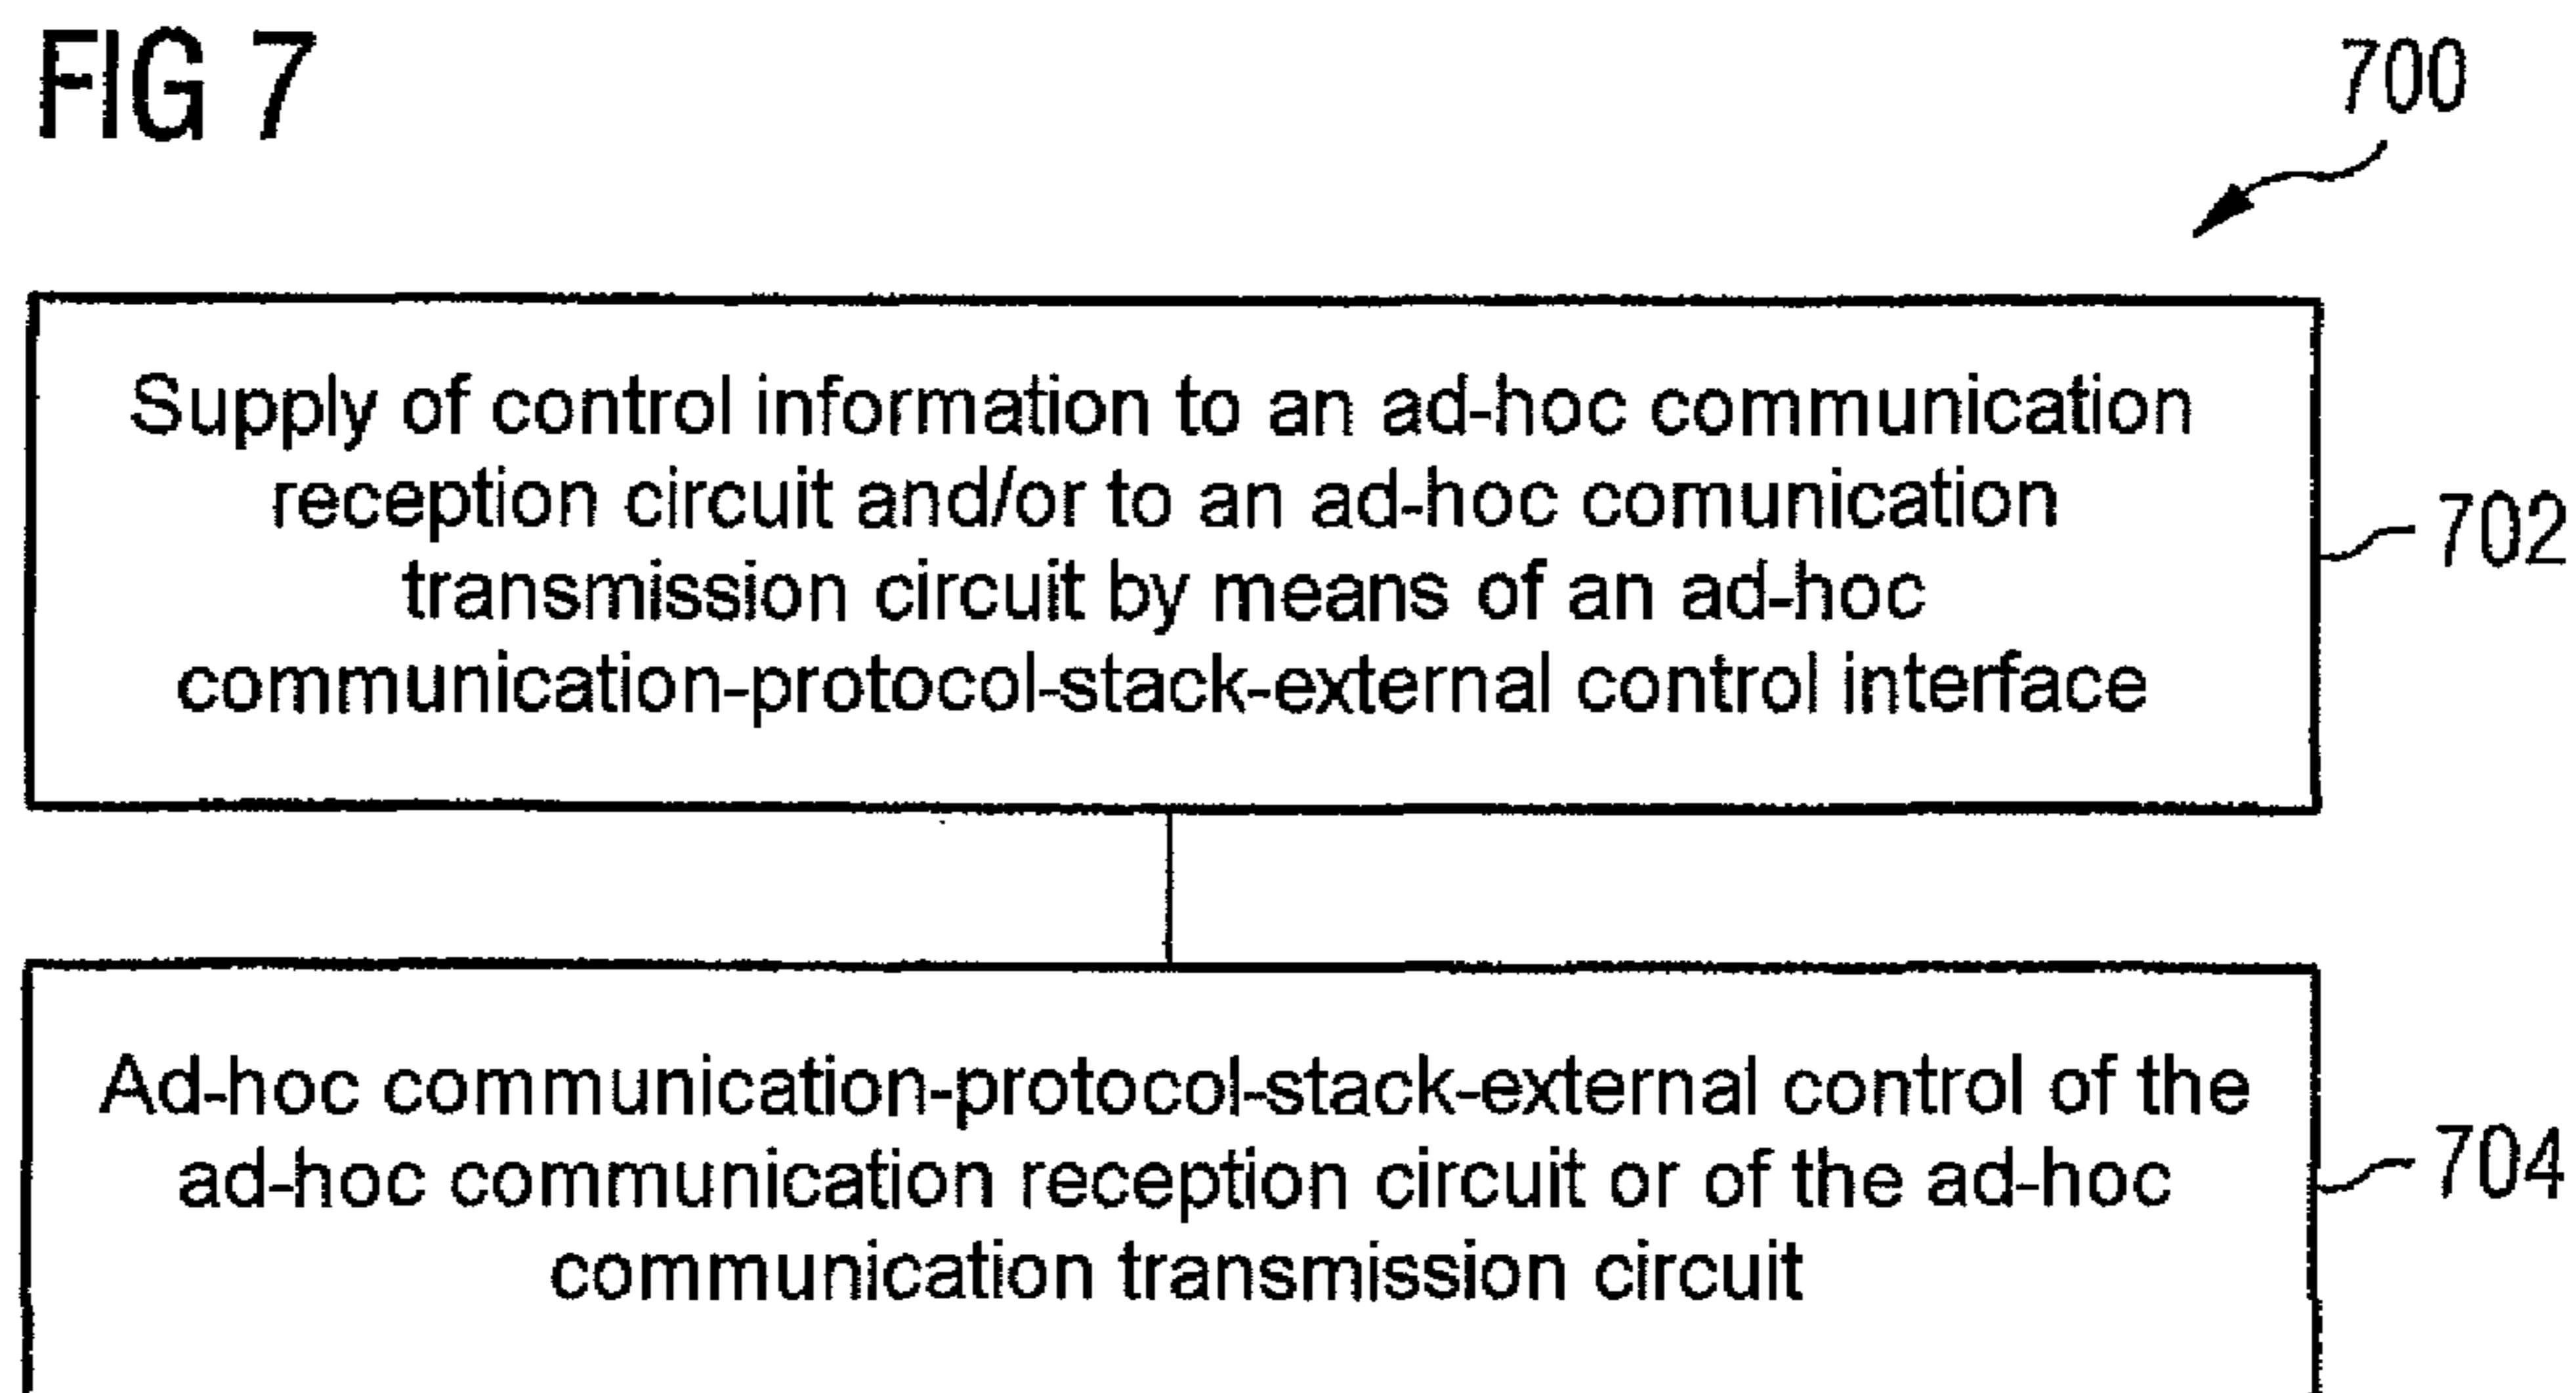 FIG 7
700
Supply of control information to an ad-hoc communication
reception circuit and/or to an ad-hoc comunication
transmission circuit by means of an ad-hoc
communication-protocol-stack-external control interface
702
Ad-hoc communication-protocol-stack-external control of the
ad-hoc communication reception circuit or of the ad-hoc
communication transmission circuit
704